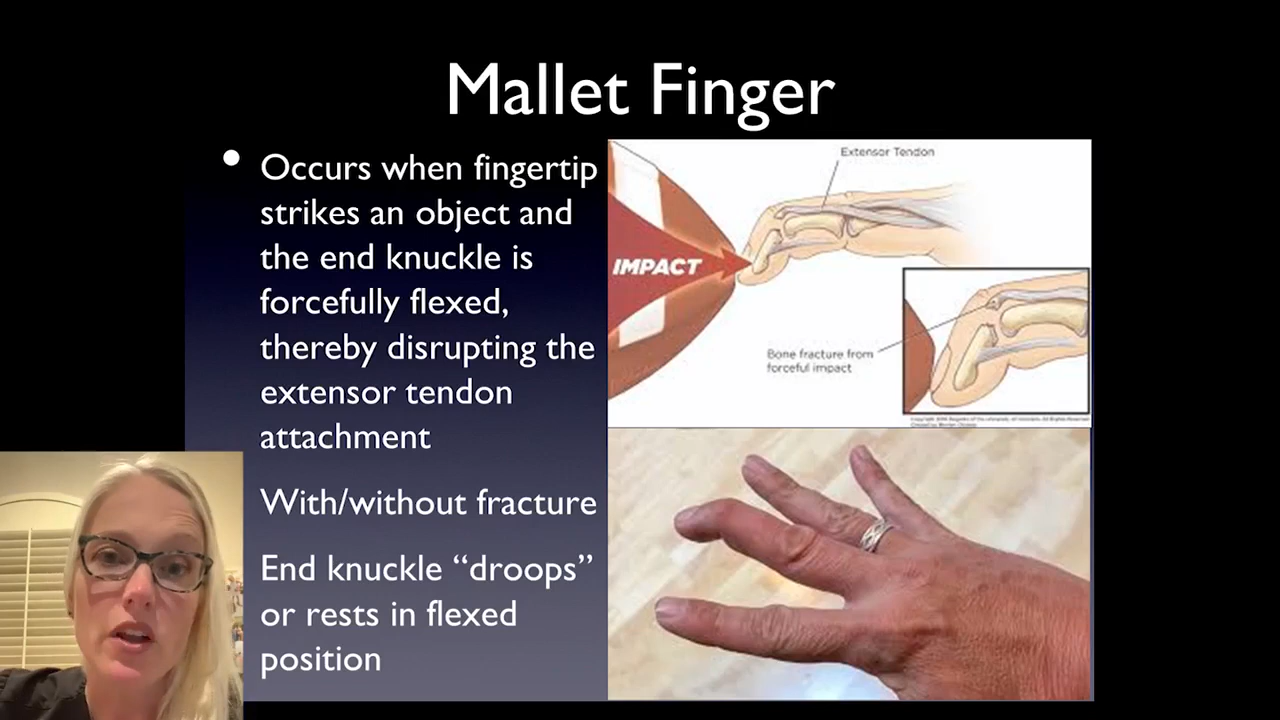 Mallet Finger
• Occurs when fingertip
strikes an object and
the end knuckle is
forcefully flexed,
thereby disrupting the
extensor tendon
attachment
With/without fracture
End knuckle “droops”
or rests in flexed
position
Extensor Tendon
IMPACT
Bone fracture from
forceful impact